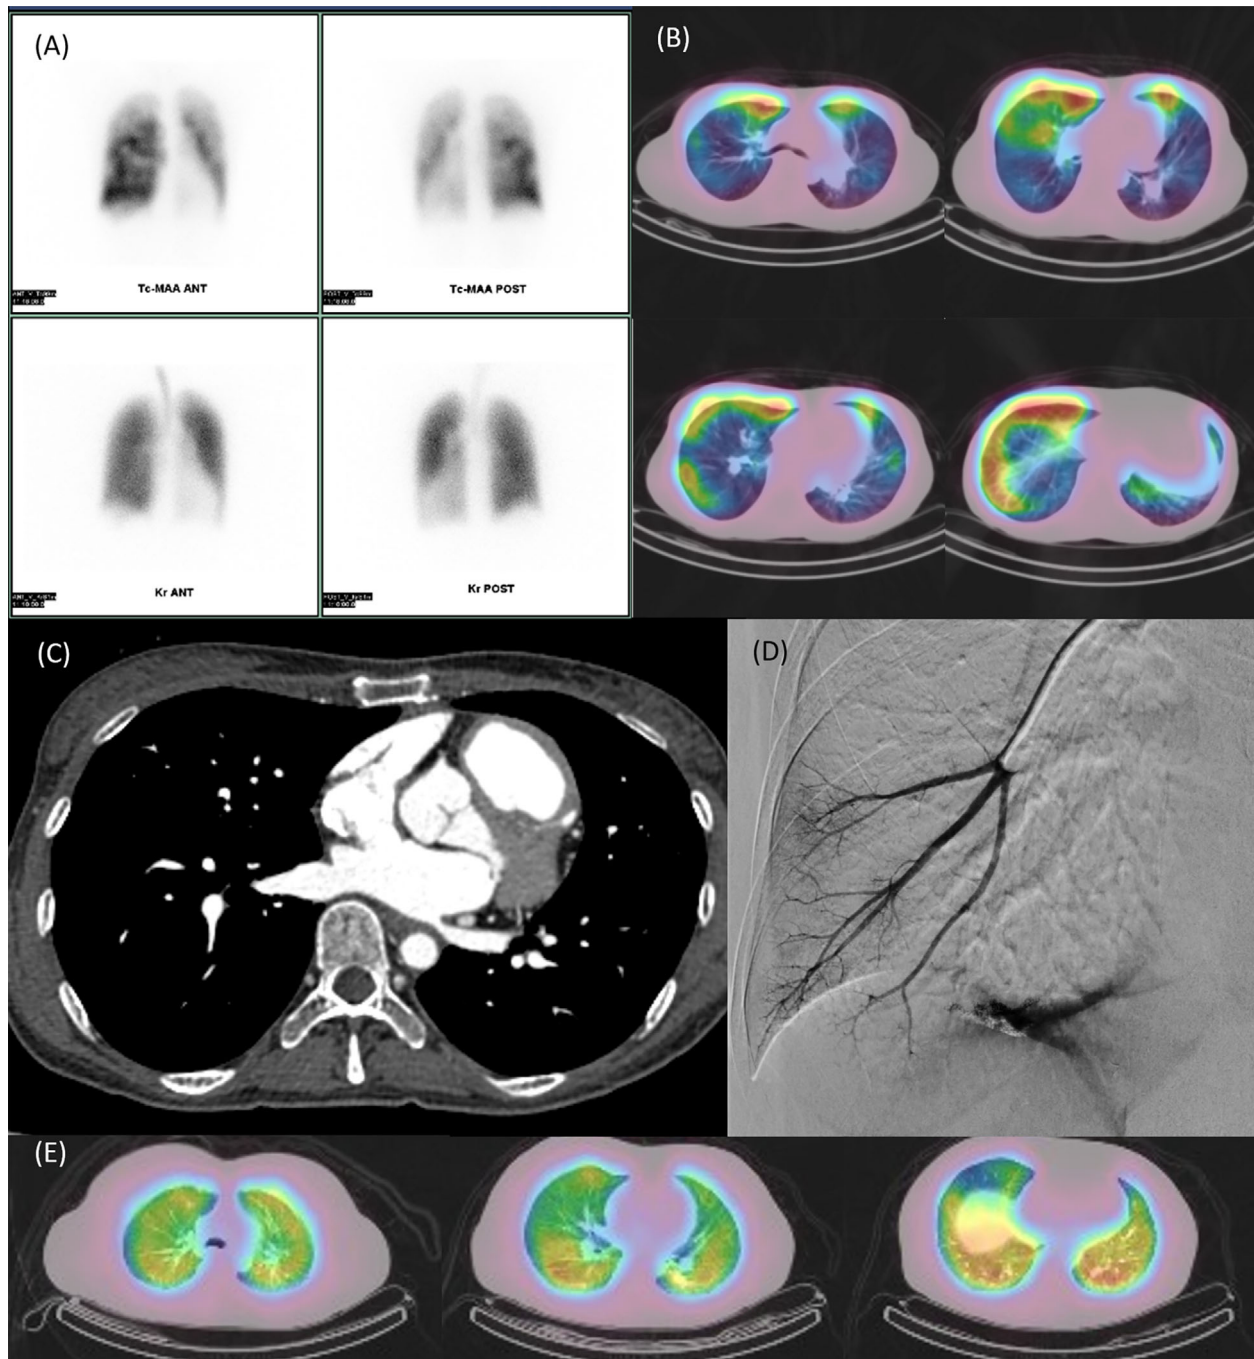 (A)
Tc-MAA ANT
Tc-MAA POST
Kr ANT
Kr POST
(B)
(C)
(D)
(E)